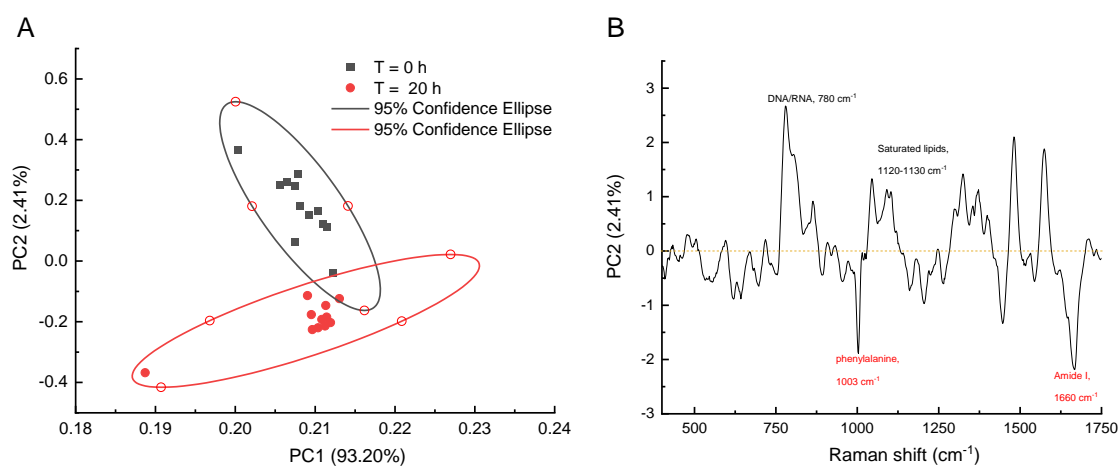 A
T = 0 h
T = 20 h
95% Confidence Ellipse
95% Confidence Ellipse
0.6
0.4
0.2
0.0
-0.2
-0.4
PC2 (2.41%)
0.18 0.19 0.20 0.21 0.22 0.23 0.24
PC1 (93.20%)
B
DNA/RNA, 780 cm⁻¹
Saturated lipids,
1120-1130 cm⁻¹
phenylalanine,
1003 cm⁻¹
Amide I,
1660 cm⁻¹
3
2
1
0
-1
-2
-3
PC2 (2.41%)
500 750 1000 1250 1500 1750
Raman shift (cm⁻¹)